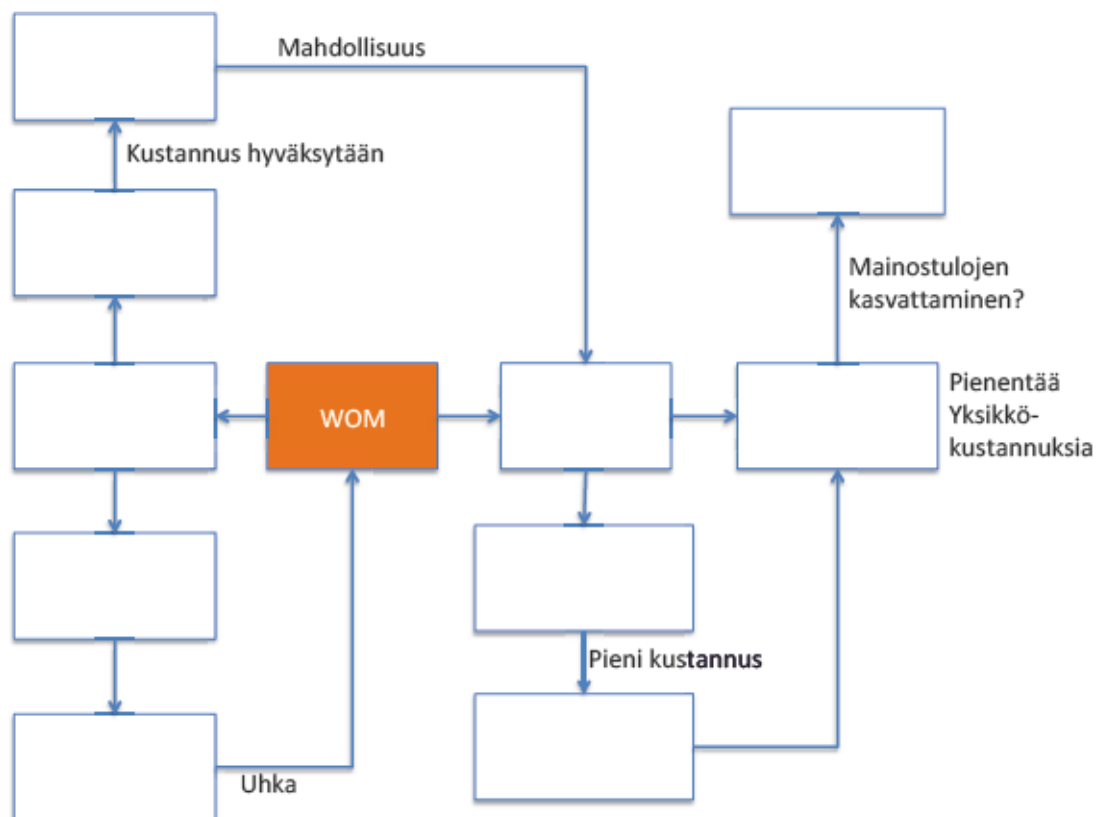 Mahdollisuus
Kustannus hyväksytään
Mainostulojen
kasvattaminen?
WOM
Pienentää
Yksikkö-
kustannuksia
Pieni kustannus
Uhka